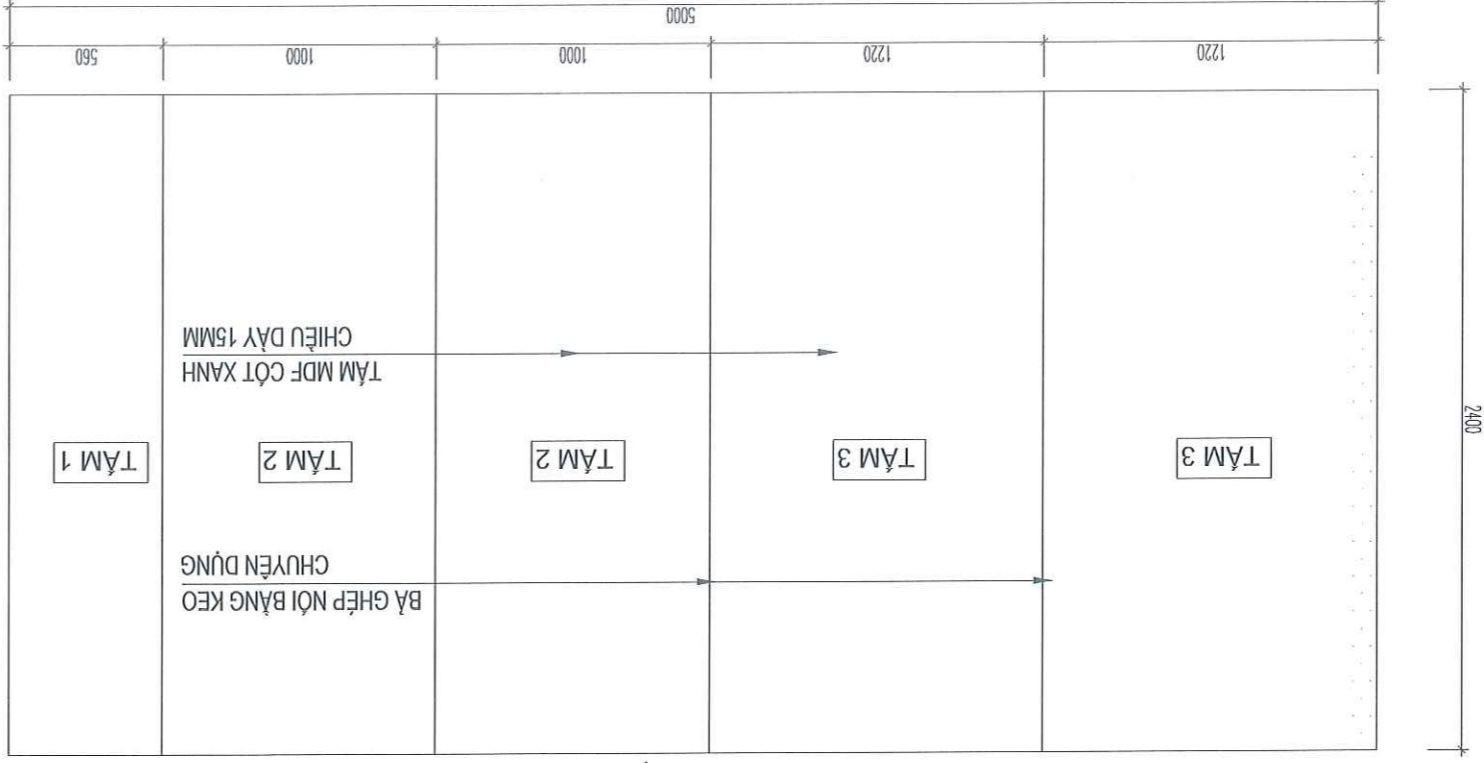 BẢ GHÉP NỐI BẰNG KEO
CHUYÊN DỤNG
TẤM 3
TẤM 3
TẤM 2
TẤM 2
TẤM 1
2400
TẤM MDF CỐT XANH
CHIỀU DÀY 15MM
1220
1220
1000
1000
560
5000